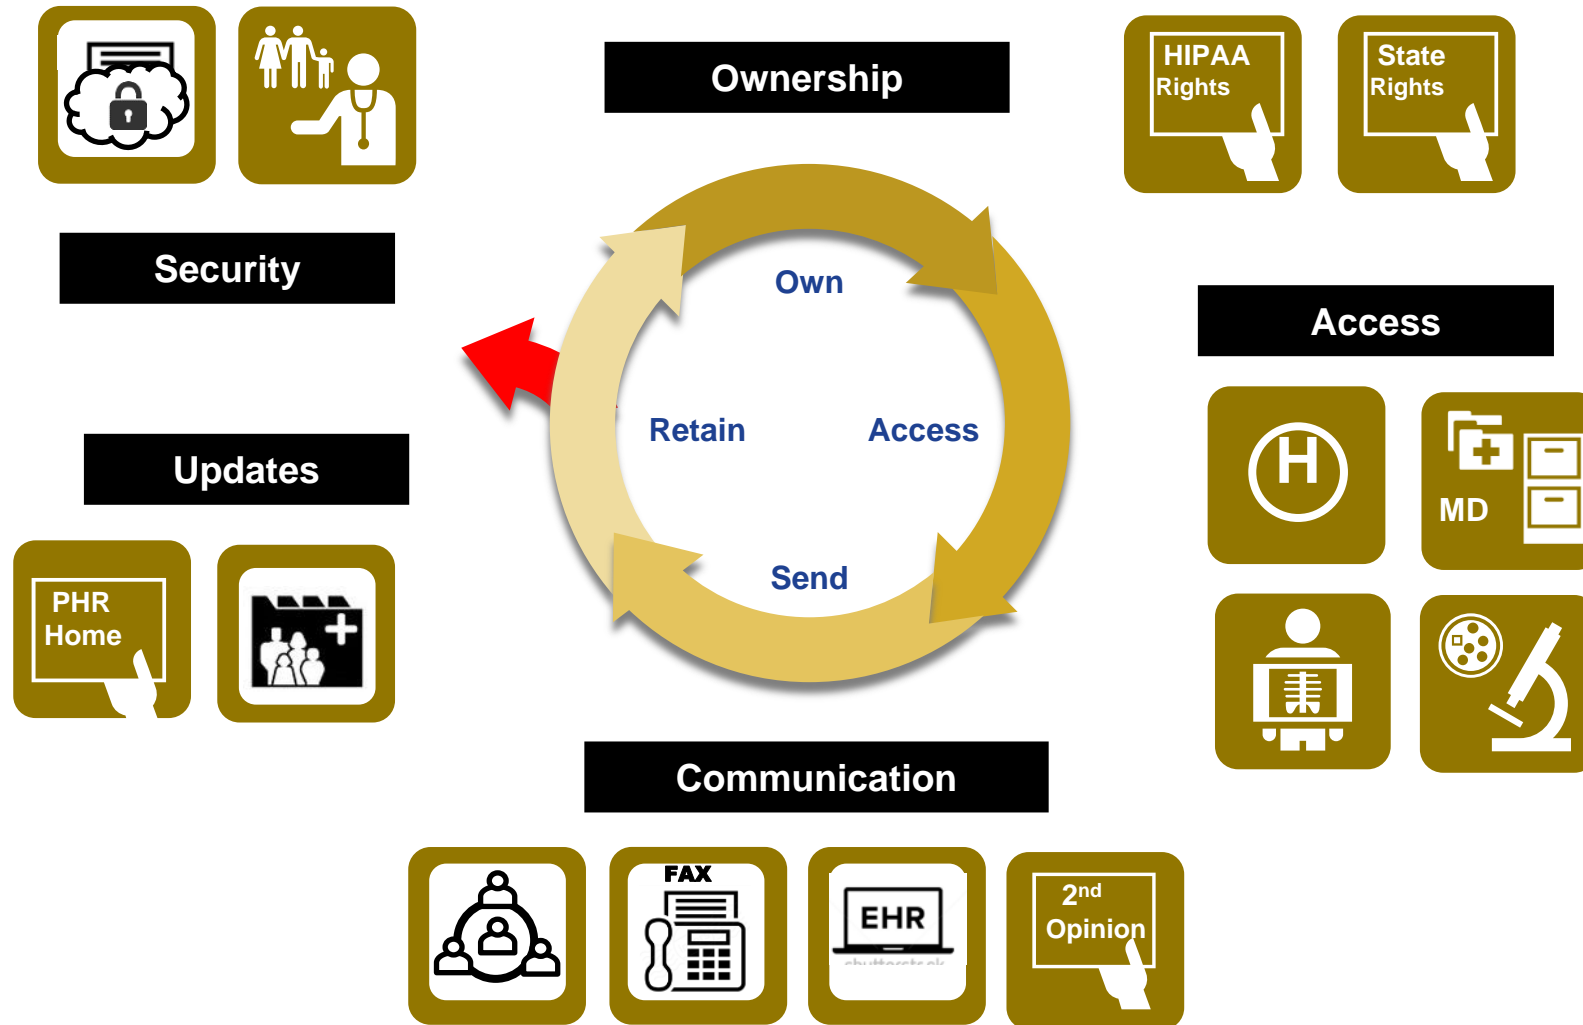 Ownership
HIPAA
Rights
State
Rights
Security
Own
Access
Retain
Access
H
MD
Updates
Send
PHR
Home
Communication
FAX
EHR
2nd
Opinion